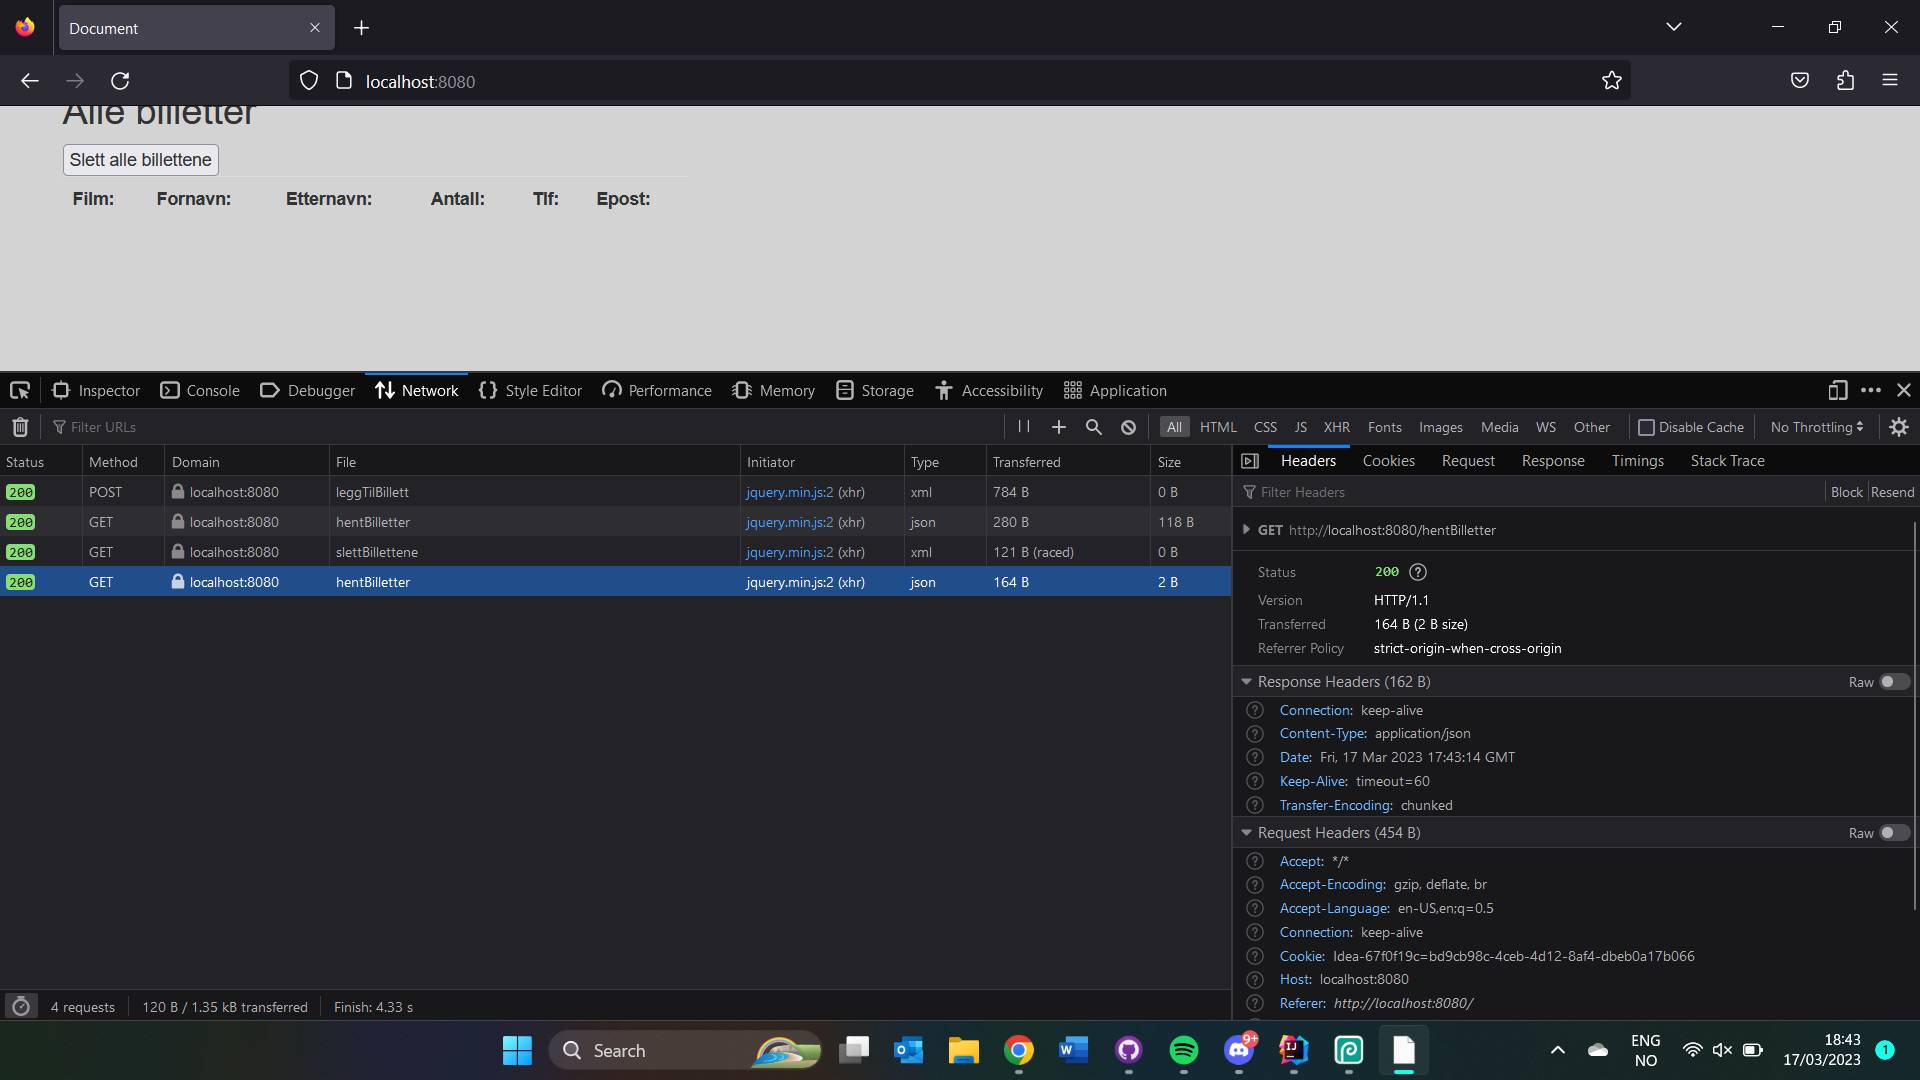 Document
localhost:8080
Alle billetter
Slett alle billettene
Film: Fornavn: Etternavn: Antall: Tlf: Epost:
Inspector Console Debugger Network Style Editor Performance Memory Storage Accessibility Application
Filter URLs All HTML CSS JS XHR Fonts Images Media WS Other Disable Cache No Throttling
Status Method Domain File Initiator Type Transferred Size
200 POST localhost:8080 leggTilBillett jquery.min.js:2 (xhr) xml 784 B 0 B
200 GET localhost:8080 hentBilletter jquery.min.js:2 (xhr) json 280 B 118 B
200 GET localhost:8080 slettBillettene jquery.min.js:2 (xhr) xml 121 B (raced) 0 B
200 GET localhost:8080 hentBilletter jquery.min.js:2 (xhr) json 164 B 2 B
4 requests 120 B / 1.35 kB transferred Finish: 4.33 s
Headers Cookies Request Response Timings Stack Trace
Filter Headers Block Resend
GET http://localhost:8080/hentBilletter
Status 200
Version HTTP/1.1
Transferred 164 B (2 B size)
Referrer Policy strict-origin-when-cross-origin
Response Headers (162 B) Raw
Connection: keep-alive
Content-Type: application/json
Date: Fri, 17 Mar 2023 17:43:14 GMT
Keep-Alive: timeout=60
Transfer-Encoding: chunked
Request Headers (454 B) Raw
Accept: */*
Accept-Encoding: gzip, deflate, br
Accept-Language: en-US,en;q=0.5
Connection: keep-alive
Cookie: Idea-67f0f19c=bd9cb98c-4ceb-4d12-8af4-dbeb0a17b066
Host: localhost:8080
Referer: http://localhost:8080/
Search
9+
ENG
NO
18:43
17/03/2023
1